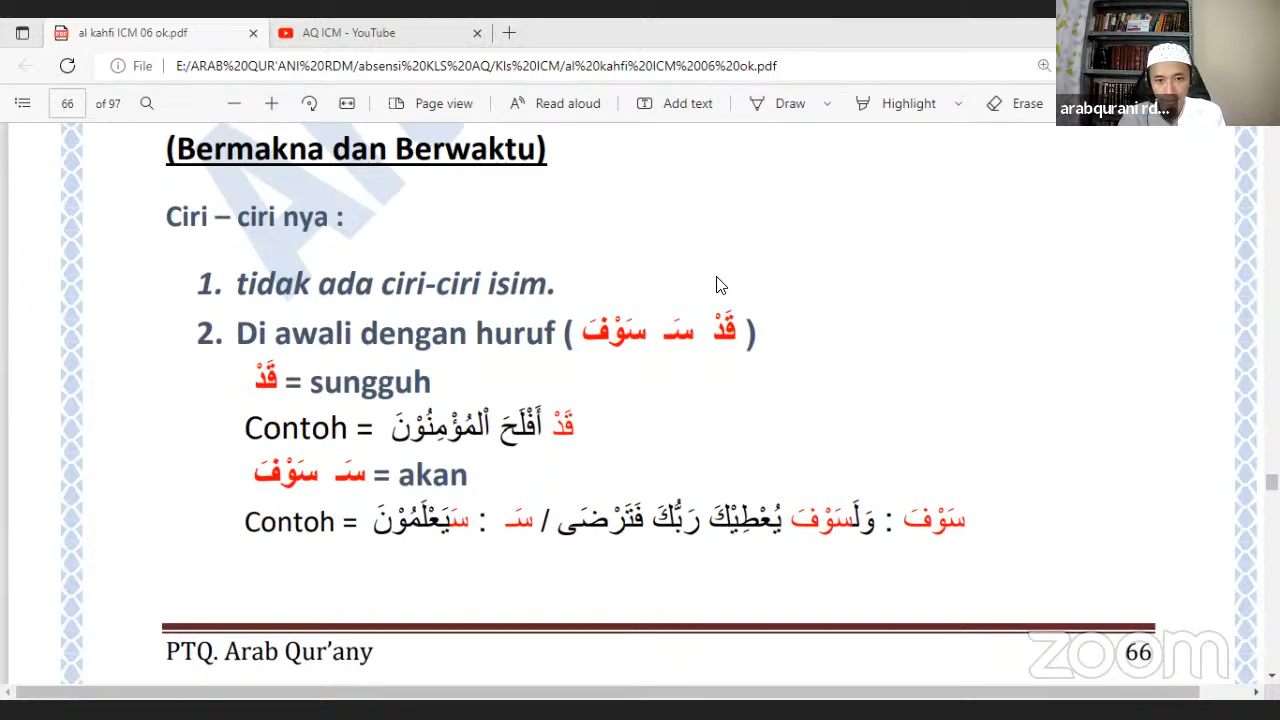 al kahfi ICM 06 ok.pdf
AQ ICM - YouTube
File
E:/ARAB%20QUR'ANI%20RDM/absensi%20KLS%20AQ/Kls%20ICM/al%20kahfi%20ICM%2006%20ok.pdf
66 of 97
Page view
Read aloud
Add text
Draw
Highlight
Erase
arabqurani rd...
(Bermakna dan Berwaktu)
Ciri – ciri nya :
1. tidak ada ciri-ciri isim.
2. Di awali dengan huruf ( قَدْ سَـ سَوْفَ )
قَدْ = sungguh
Contoh = قَدْ أَفْلَحَ اْلمُؤْمِنُوْنَ
سَـ سَوْفَ = akan
Contoh = سَوْفَ : وَلَسَوْفَ يُعْطِيْكَ رَبُّكَ فَتَرْضَى / سَـ : سَيَعْلَمُوْنَ
PTQ. Arab Qur’any
66
zoom